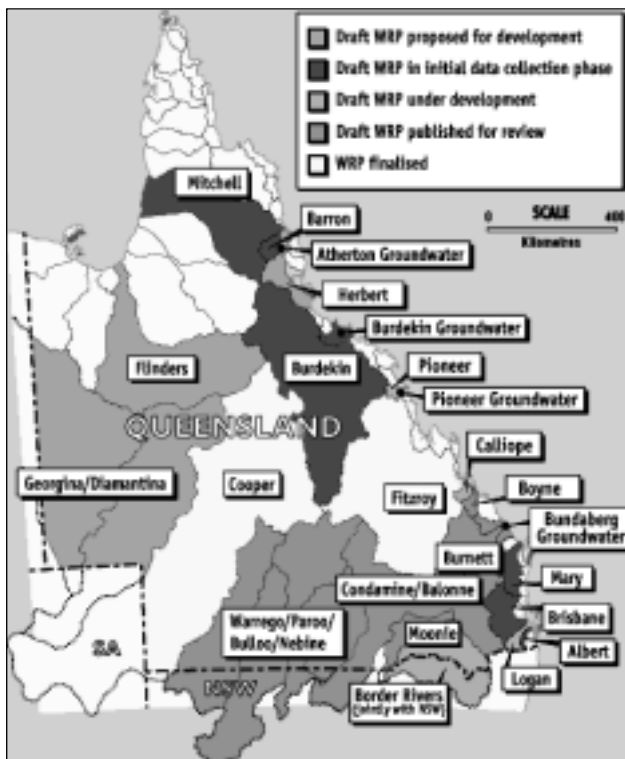 Draft WRP proposed for development
Draft WRP in initial data collection phase
Draft WRP under development
Draft WRP published for review
WRP finalised
Mitchell
SCALE
0 400
Kilometres
Barron
Atherton Groundwater
Herbert
Burdekin Groundwater
Flinders
Burdekin
Pioneer
Pioneer Groundwater
QUEENSLAND
Calliope
Georgina/Diamantina
Cooper
Fitzroy
Boyne
Bundaberg
Groundwater
Burnett
Condamine/Balonne
Mary
Warrego/Paroo/
Bulloo/Nebine
Moonie
Brisbane
SA
Albert
NSW
Border Rivers
(jointly with NSW)
Logan